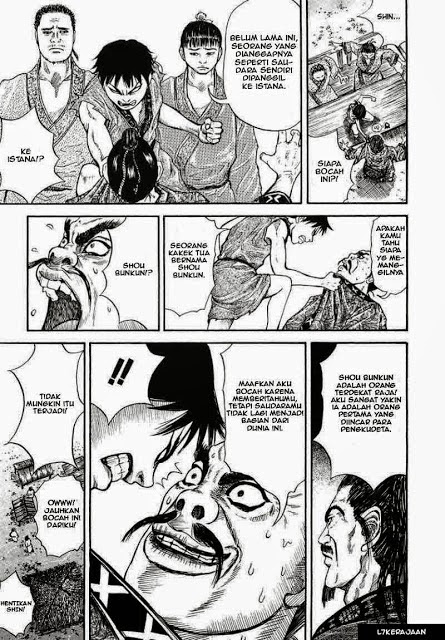 SHIN...
SIAPA
BOCAH
INI?!
BELUM LAMA INI,
SEORANG YANG
DIANGGAPNYA
SEPERTI SAU-
DARA SENDIRI
DIPANGGIL
KE ISTANA.
KE
ISTANA!?
APAKAH
KAMU
TAHU
SIAPA
YG ME-
MANG-
GILNYA
SEORANG
KAKEK TUA
BERNAMA
SHOU
BUNKUN.
SHOU
BUNKUN!?
SHOU BUNKUN
ADALAH ORANG
TERDEKAT RAJA!
AKU SANGAT YAKIN
IA ADALAH ORANG
PERTAMA YANG
DIINCAR PARA
PENGKUDETA.
MAAFKAN AKU
BOCAH KARENA
MEMBERITAHUMU,
TETAPI SAUDARAMU
TIDAK LAGI MENJADI
BAGIAN DARI
DUNIA INI.
!!
TIDAK
MUNGKIN ITU
TERJADI!
OWWW!
JAUHKAN
BOCAH INI
DARIKU!
HENTIKAN
SHIN!
L7KERAJAAN